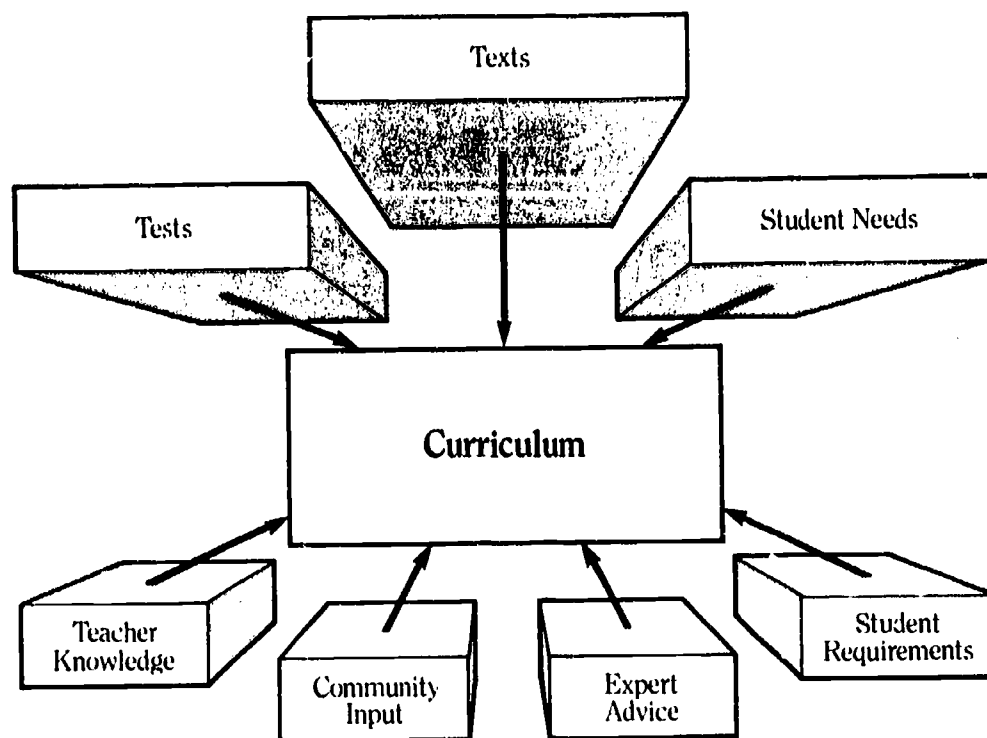 Texts
Tests
Student Needs
Curriculum
Teacher
Knowledge
Community
Input
Expert
Advice
Student
Requirements